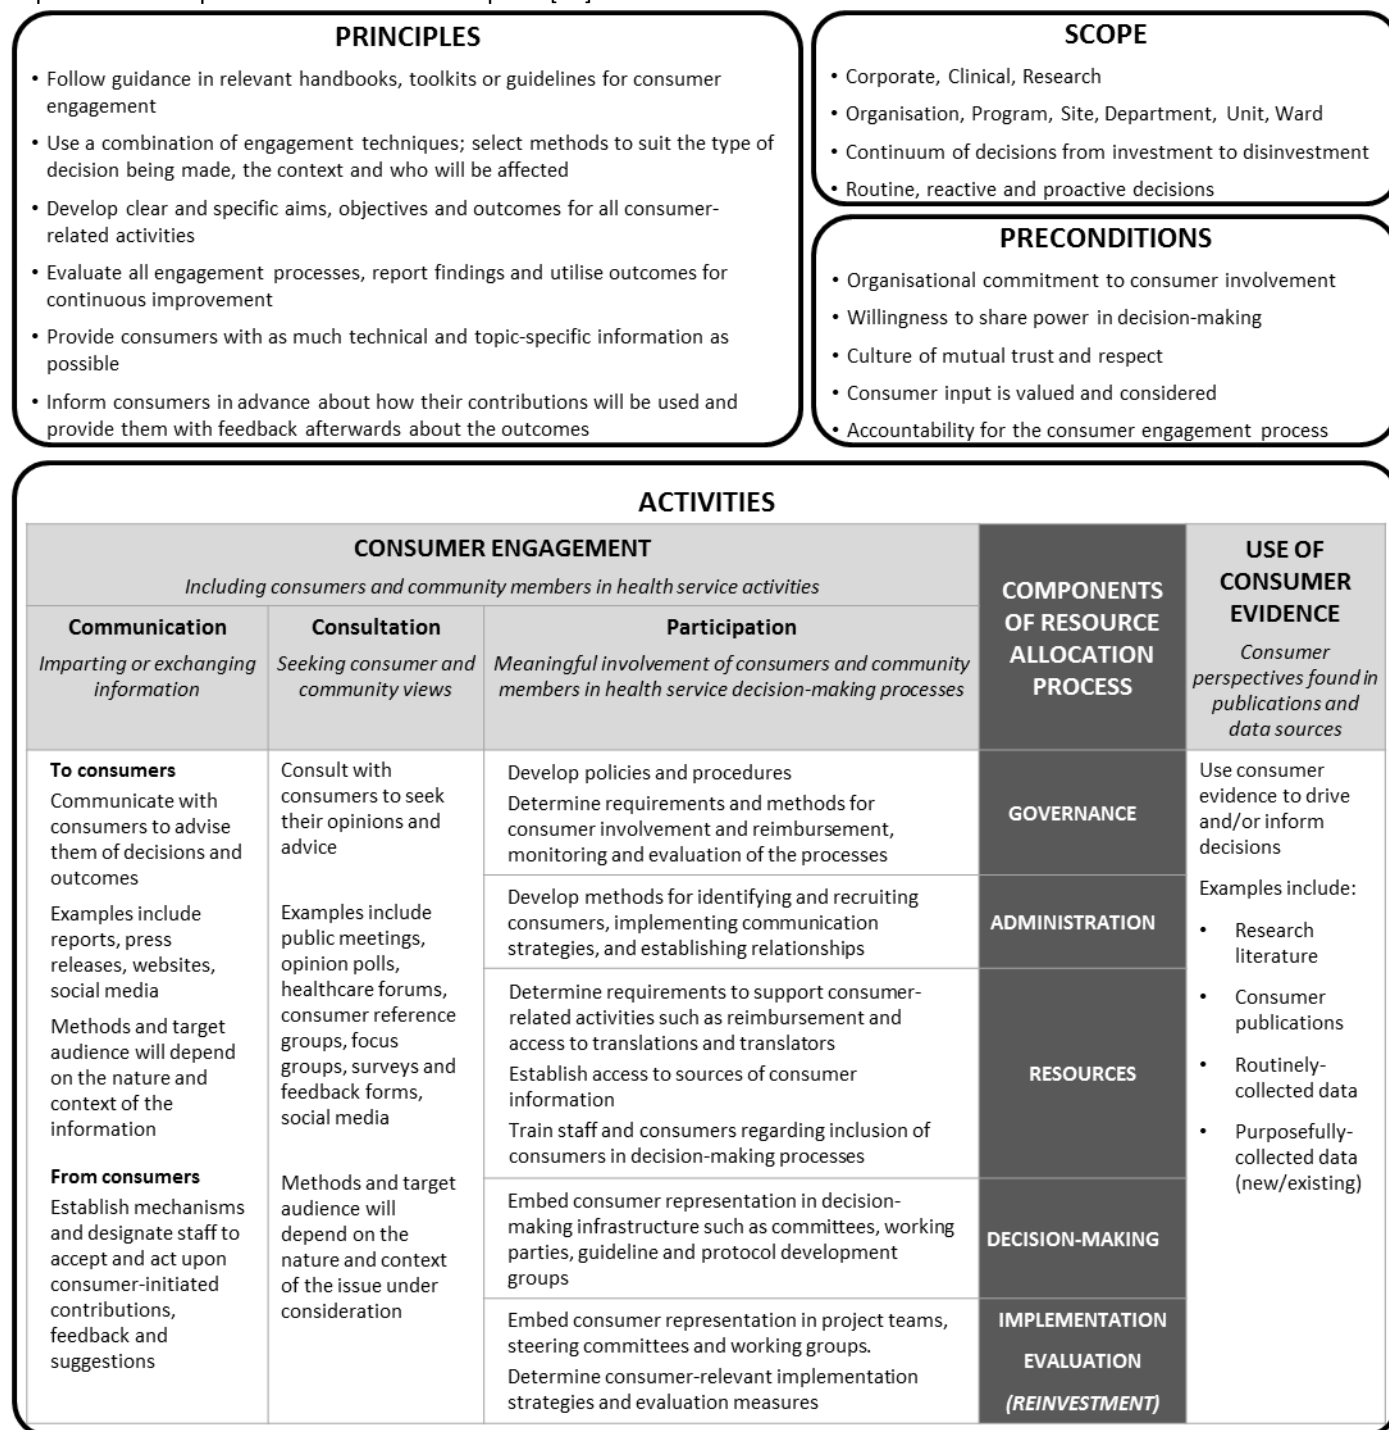 PRINCIPLES
• Follow guidance in relevant handbooks, toolkits or guidelines for consumer
engagement
• Use a combination of engagement techniques; select methods to suit the type of
decision being made, the context and who will be affected
• Develop clear and specific aims, objectives and outcomes for all consumer-
related activities
• Evaluate all engagement processes, report findings and utilise outcomes for
continuous improvement
• Provide consumers with as much technical and topic-specific information as
possible
• Inform consumers in advance about how their contributions will be used and
provide them with feedback afterwards about the outcomes
SCOPE
• Corporate, Clinical, Research
• Organisation, Program, Site, Department, Unit, Ward
• Continuum of decisions from investment to disinvestment
• Routine, reactive and proactive decisions
PRECONDITIONS
• Organisational commitment to consumer involvement
• Willingness to share power in decision-making
• Culture of mutual trust and respect
• Consumer input is valued and considered
• Accountability for the consumer engagement process
ACTIVITIES
CONSUMER ENGAGEMENT
Including consumers and community members in health service activities
Communication
Imparting or exchanging
information
Consultation
Seeking consumer and
community views
Participation
Meaningful involvement of consumers and community
members in health service decision-making processes
COMPONENTS
OF RESOURCE
ALLOCATION
PROCESS
USE OF
CONSUMER
EVIDENCE
Consumer
perspectives found in
publications and
data sources
To consumers
Communicate with
consumers to advise
them of decisions and
outcomes
Examples include
reports, press
releases, websites,
social media
Methods and target
audience will depend
on the nature and
context of the
information
From consumers
Establish mechanisms
and designate staff to
accept and act upon
consumer-initiated
contributions,
feedback and
suggestions
Consult with
consumers to seek
their opinions and
advice
Examples include
public meetings,
opinion polls,
healthcare forums,
consumer reference
groups, focus
groups, surveys and
feedback forms,
social media
Methods and target
audience will
depend on the
nature and context
of the issue under
consideration
Develop policies and procedures
Determine requirements and methods for
consumer involvement and reimbursement,
monitoring and evaluation of the processes
GOVERNANCE
Develop methods for identifying and recruiting
consumers, implementing communication
strategies, and establishing relationships
ADMINISTRATION
Determine requirements to support consumer-
related activities such as reimbursement and
access to translations and translators
Establish access to sources of consumer
information
Train staff and consumers regarding inclusion of
consumers in decision-making processes
RESOURCES
Embed consumer representation in decision-
making infrastructure such as committees, working
parties, guideline and protocol development
groups
DECISION-MAKING
Embed consumer representation in project teams,
steering committees and working groups.
Determine consumer-relevant implementation
strategies and evaluation measures
IMPLEMENTATION
EVALUATION
(REINVESTMENT)
Use consumer
evidence to drive
and/or inform
decisions
Examples include:
• Research
literature
• Consumer
publications
• Routinely-
collected data
• Purposefully-
collected data
(new/existing)